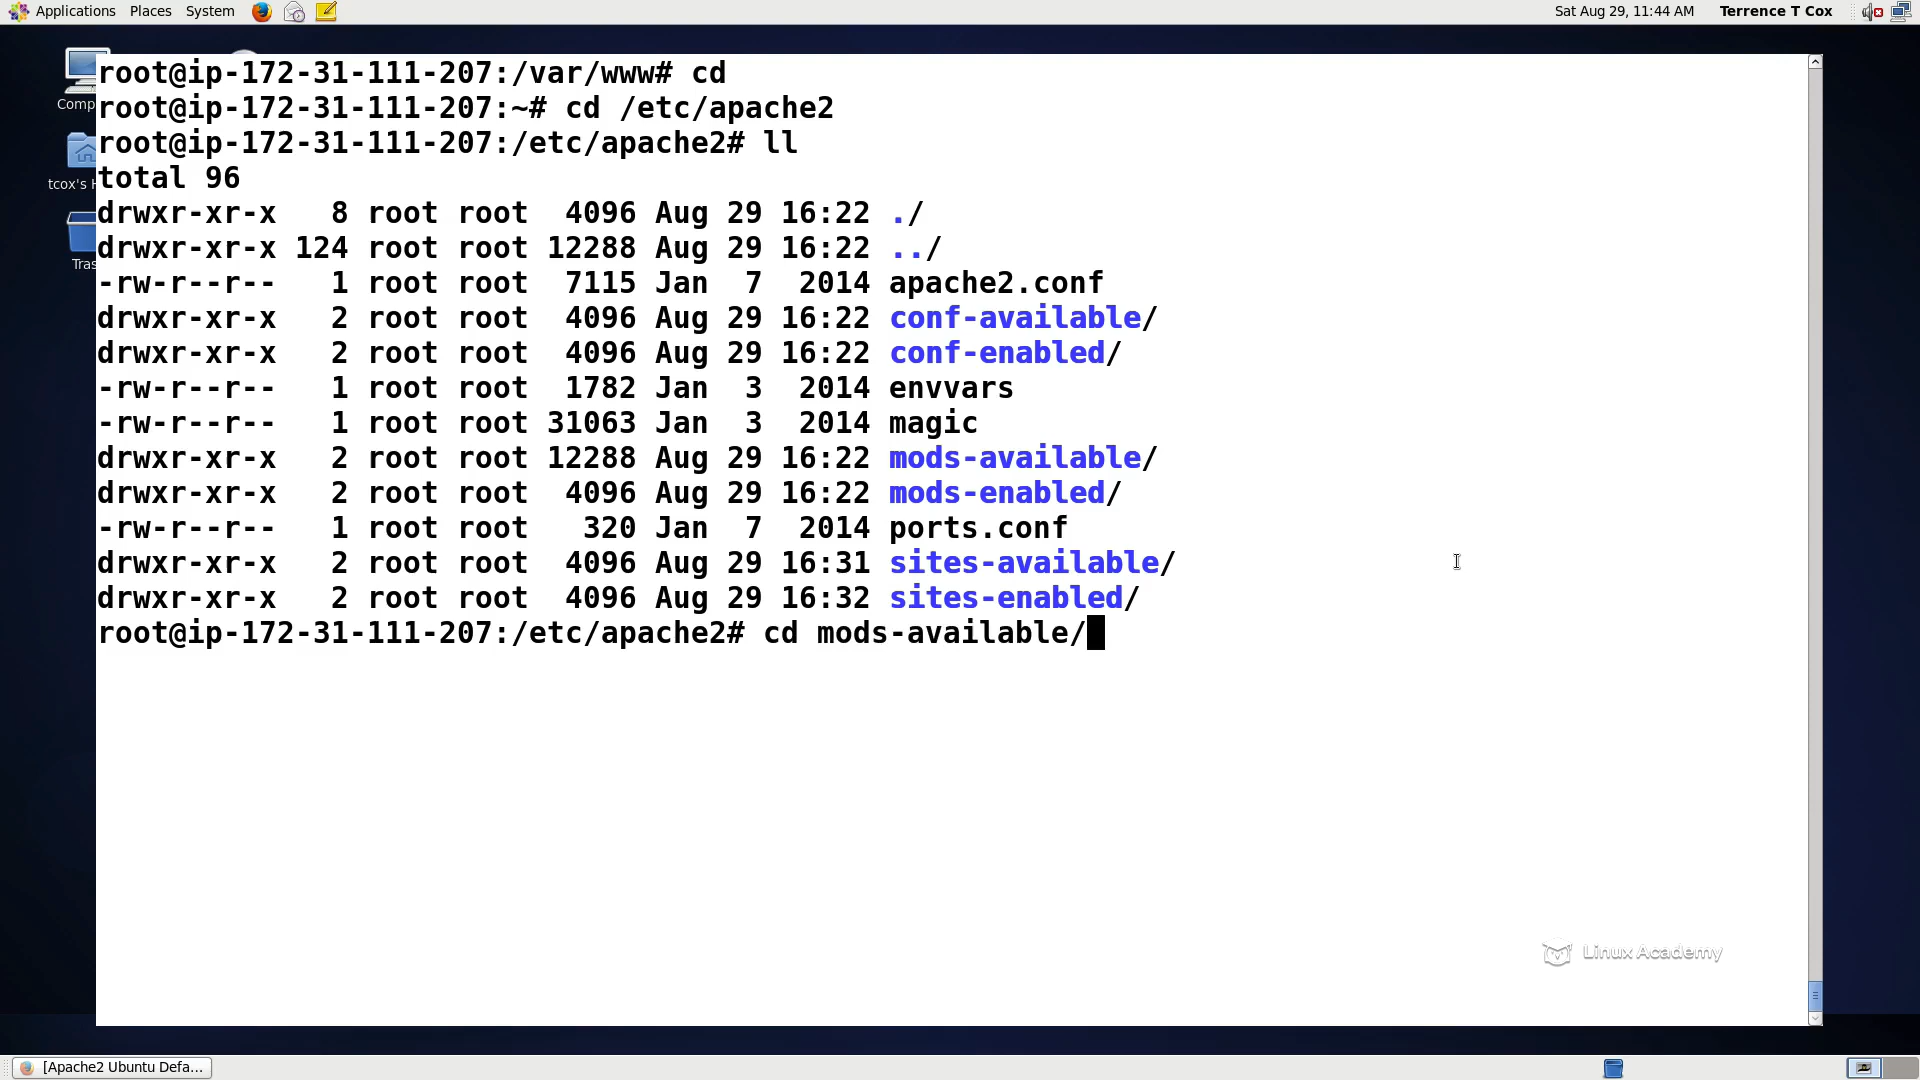 Applications Places System Sat Aug 29, 11:44 AM Terrence T Cox
root@ip-172-31-111-207:/var/www# cd
Comp
root@ip-172-31-111-207:~# cd /etc/apache2
root@ip-172-31-111-207:/etc/apache2# ll
tcox's H
total 96
drwxr-xr-x   8 root root  4096 Aug 29 16:22 ./
drwxr-xr-x 124 root root 12288 Aug 29 16:22 ../
Tras
-rw-r--r--   1 root root  7115 Jan  7  2014 apache2.conf
drwxr-xr-x   2 root root  4096 Aug 29 16:22 conf-available/
drwxr-xr-x   2 root root  4096 Aug 29 16:22 conf-enabled/
-rw-r--r--   1 root root  1782 Jan  3  2014 envvars
-rw-r--r--   1 root root 31063 Jan  3  2014 magic
drwxr-xr-x   2 root root 12288 Aug 29 16:22 mods-available/
drwxr-xr-x   2 root root  4096 Aug 29 16:22 mods-enabled/
-rw-r--r--   1 root root   320 Jan  7  2014 ports.conf
drwxr-xr-x   2 root root  4096 Aug 29 16:31 sites-available/
drwxr-xr-x   2 root root  4096 Aug 29 16:32 sites-enabled/
root@ip-172-31-111-207:/etc/apache2# cd mods-available/
Linux Academy
[Apache2 Ubuntu Defa...